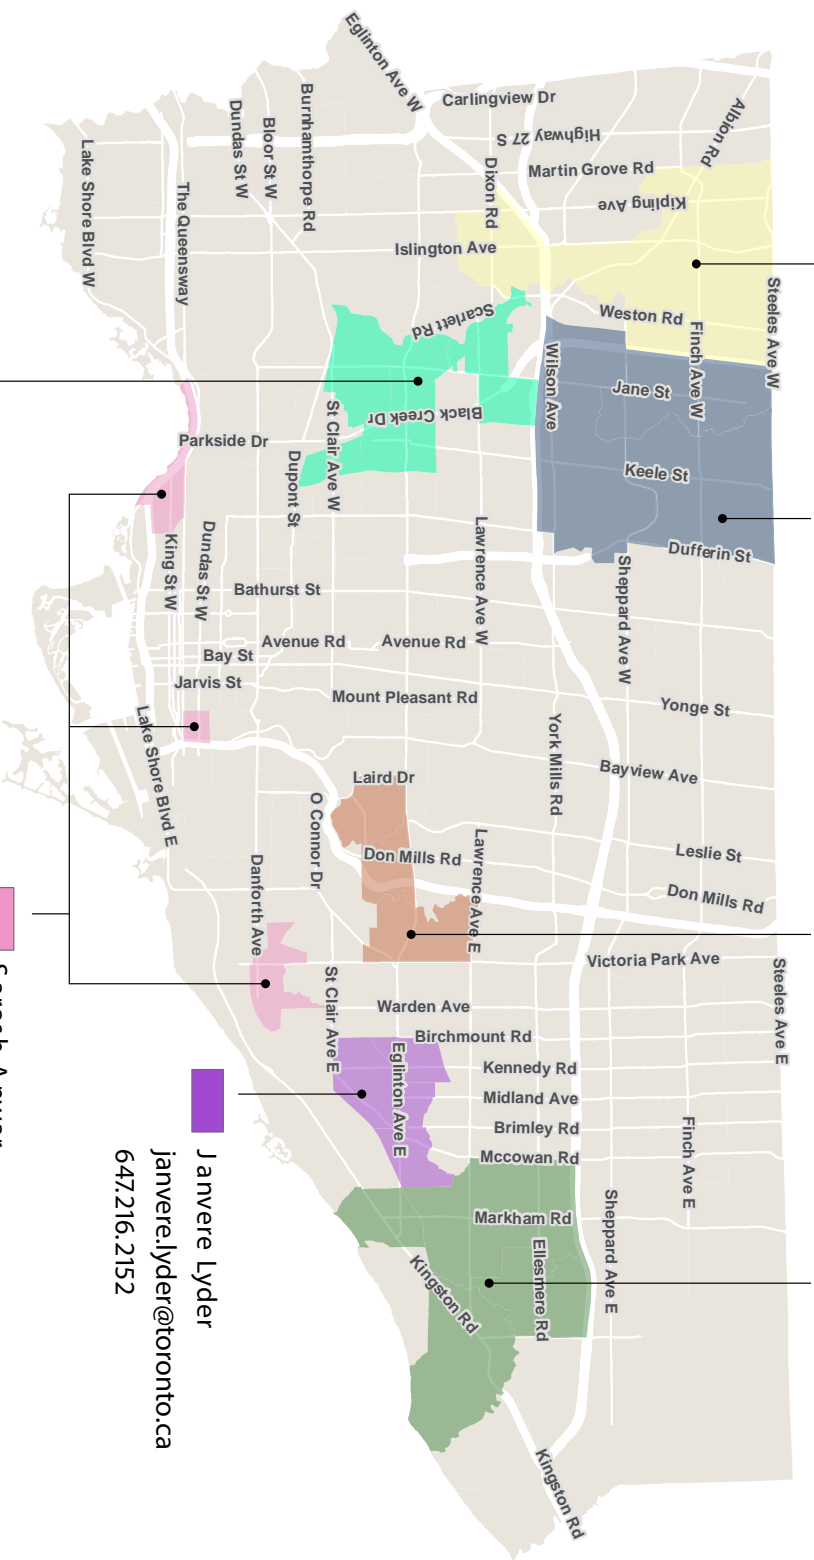 Eglinton Ave W
Carlingview Dr
Highway 27 S
Albion Rd
Martin Grove Rd
Dixon Rd
Kipling Ave
Islington Ave
Burnhamthorpe Rd
Bloor St W
Dundas St W
Lake Shore Blvd W
The Queensway
Steeles Ave W
Weston Rd
Finch Ave W
Scarlett Rd
Wilson Ave
Jane St
Black Creek Dr
St Clair Ave W
Parkside Dr
Dupont St
Keele St
Dufferin St
Lawrence Ave W
Sheppard Ave W
King St W
Dundas St W
Bathurst St
Avenue Rd
Avenue Rd
Bay St
Jarvis St
Mount Pleasant Rd
Yonge St
Lake Shore Blvd E
York Mills Rd
Bayview Ave
Laird Dr
O Connor Dr
Don Mills Rd
Lawrence Ave E
Leslie St
Don Mills Rd
Danforth Ave
Victoria Park Ave
Steeles Ave E
St Clair Ave E
Warden Ave
Birchmount Rd
Eglinton Ave E
Kennedy Rd
Midland Ave
Brimley Rd
Mccowan Rd
Finch Ave E
Markham Rd
Sheppard Ave E
Ellesmere Rd
Kingston Rd
Kingston Rd
Janvere Lyder
janvere.lyder@toronto.ca
647.216.2152